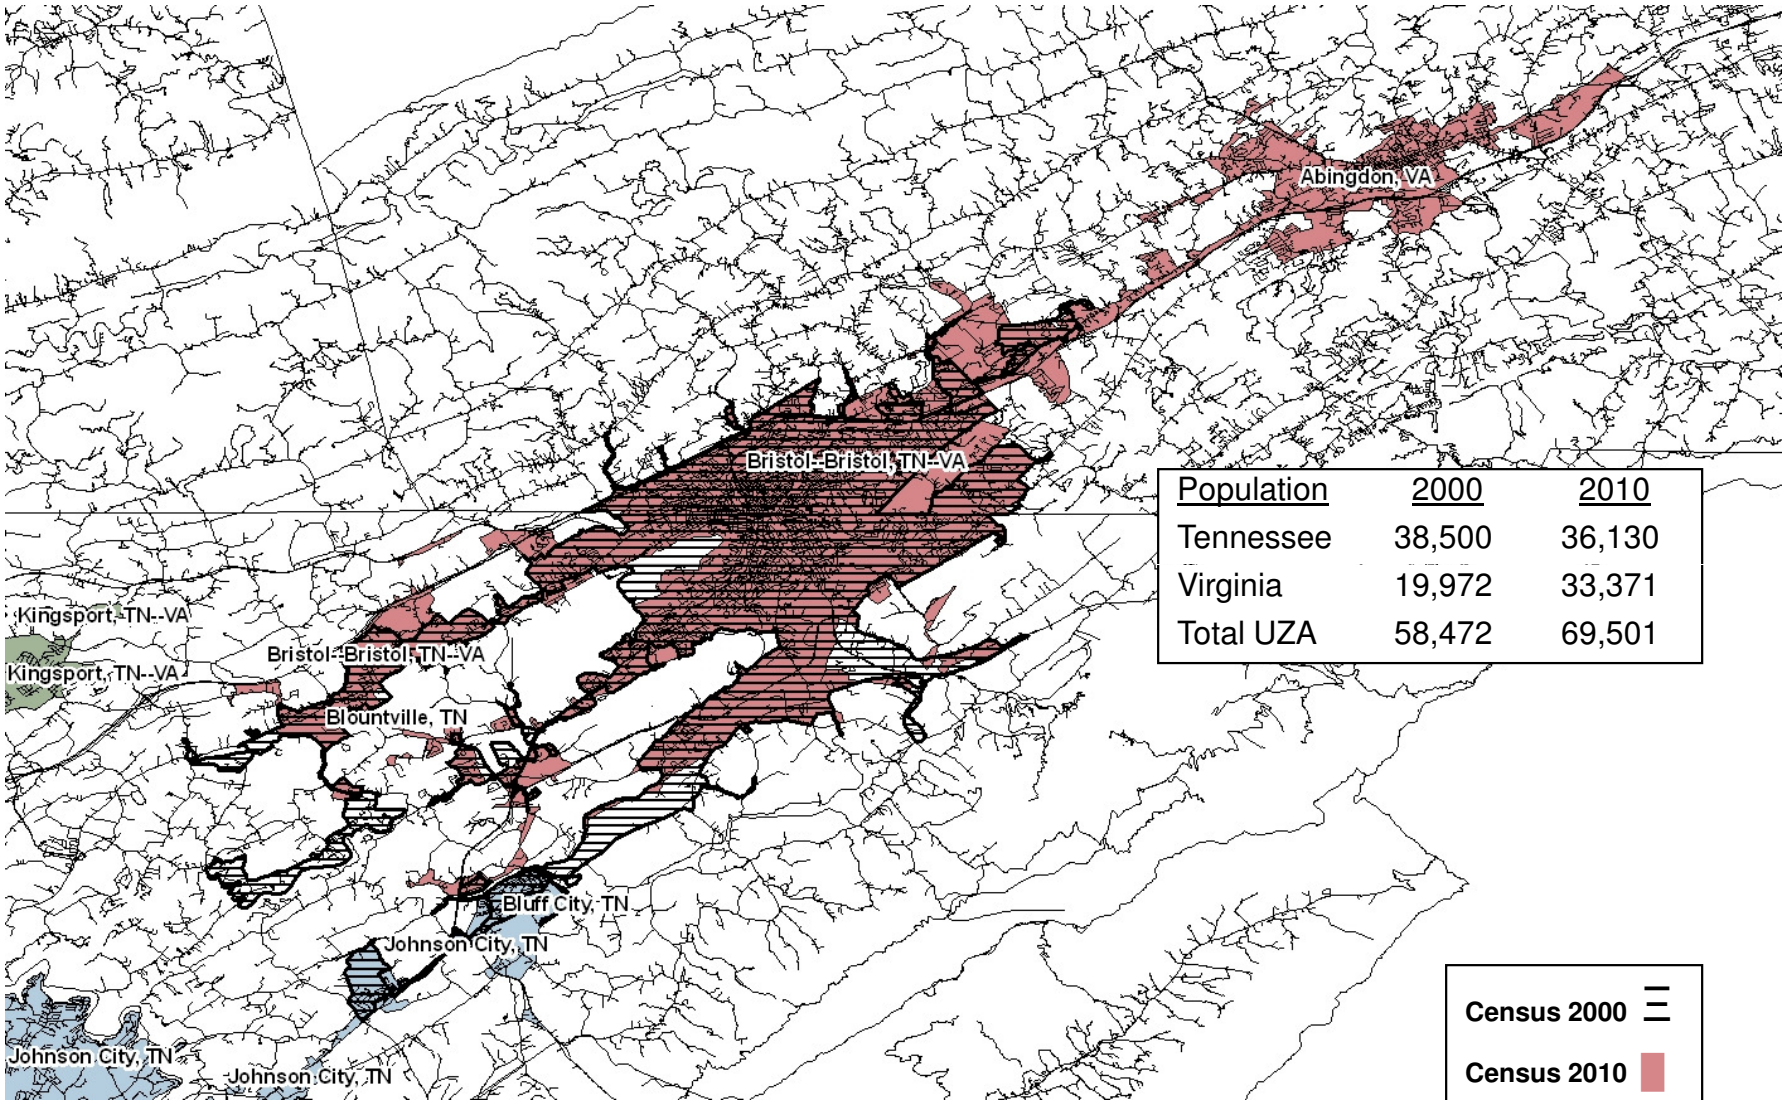 Abingdon, VA
Bristol--Bristol, TN--VA
Population 2000 2010
Tennessee 38,500 36,130
Virginia 19,972 33,371
Total UZA 58,472 69,501
Kingsport, TN--VA
Bristol--Bristol, TN--VA
Kingsport, TN--VA
Blountville, TN
Bluff City, TN
Johnson City, TN
Census 2000
Johnson City, TN
Johnson City, TN
Census 2010